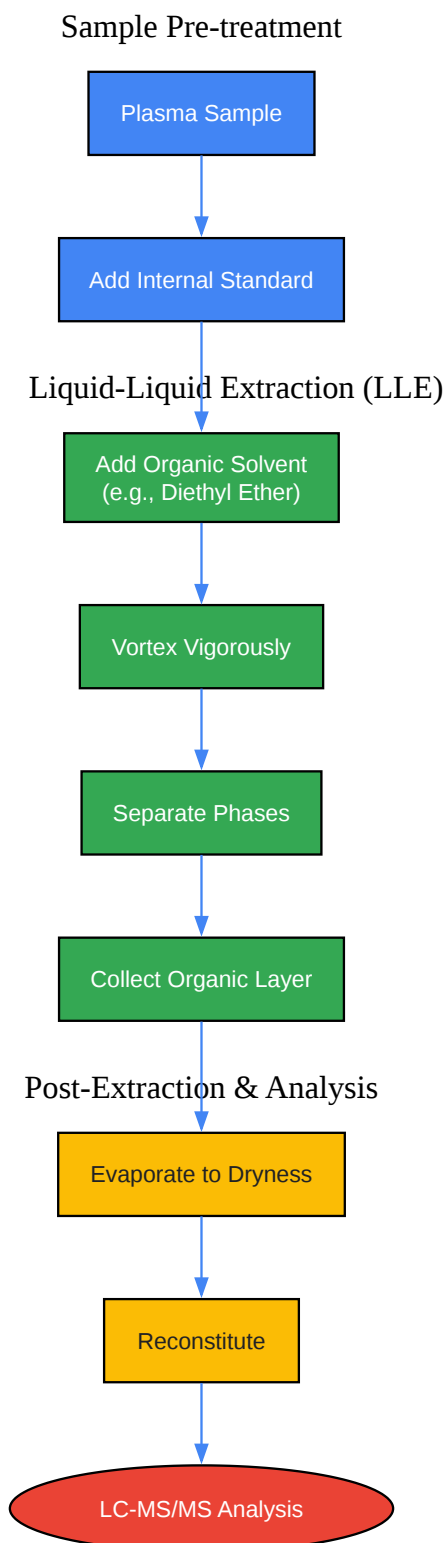 Sample Pre-treatment
Plasma Sample
Add Internal Standard
Liquid-Liquid Extraction (LLE)
Add Organic Solvent
(e.g., Diethyl Ether)
Vortex Vigorously
Separate Phases
Collect Organic Layer
Post-Extraction & Analysis
Evaporate to Dryness
Reconstitute
LC-MS/MS Analysis